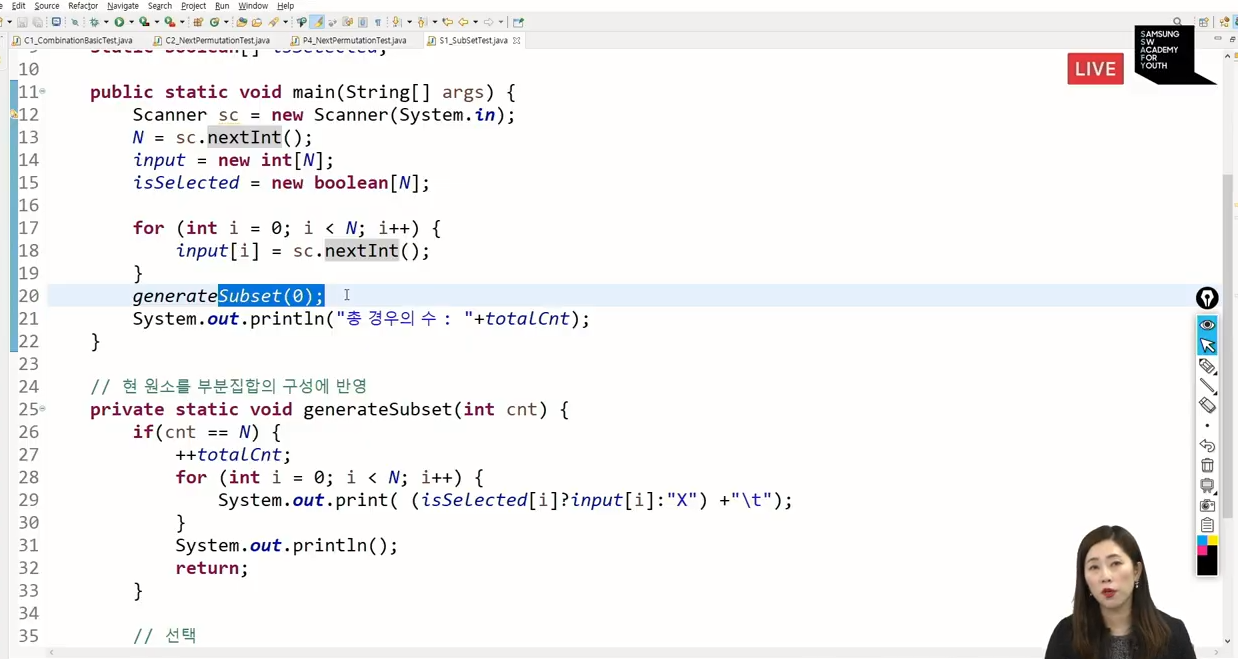 Edit Source Refactor Navigate Search Project Run Window Help
C1_CombinationBasicTest.java C2_NextPermutationTest.java P4_NextPermutationTest.java S1_SubSetTest.java
SAMSUNG
SW
ACADEMY
FOR
YOUTH
LIVE
9 static boolean[] isSelected;
10
11 public static void main(String[] args) {
12 Scanner sc = new Scanner(System.in);
13 N = sc.nextInt();
14 input = new int[N];
15 isSelected = new boolean[N];
16
17 for (int i = 0; i < N; i++) {
18 input[i] = sc.nextInt();
19 }
20 generateSubset(0);
21 System.out.println("총 경우의 수 : "+totalCnt);
22 }
23
24 // 현 원소를 부분집합의 구성에 반영
25 private static void generateSubset(int cnt) {
26 if(cnt == N) {
27 ++totalCnt;
28 for (int i = 0; i < N; i++) {
29 System.out.print( (isSelected[i]?input[i]:"X") +"\t");
30 }
31 System.out.println();
32 return;
33 }
34
35 // 선택